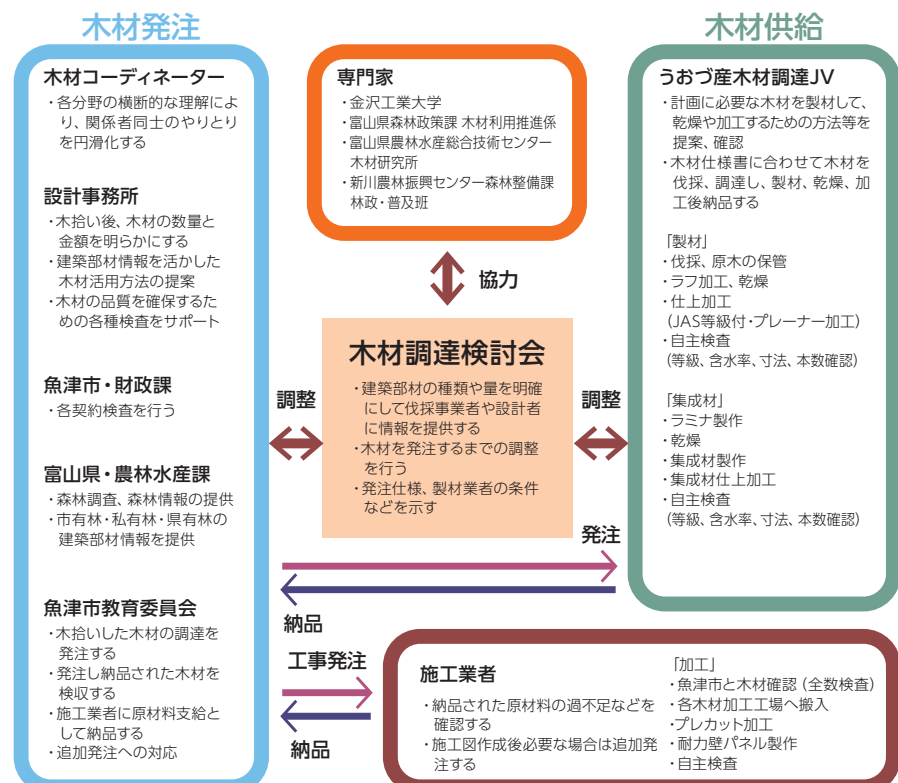 木材発注
木材コーディネーター
・各分野の横断的な理解によ
り、関係者同士のやりとり
を円滑化する
設計事務所
・木拾い後、木材の数量と
金額を明らかにする
・建築部材情報を活かした
木材活用方法の提案
・木材の品質を確保するた
めの各種検査をサポート
魚津市・財政課
・各契約検査を行う
富山県・農林水産課
・森林調査、森林情報の提供
・市有林・私有林・県有林の
建築部材情報を提供
魚津市教育委員会
・木拾いした木材の調達を
発注する
・発注し納品された木材を
検収する
・施工業者に原材料支給と
して納品する
・追加発注への対応
専門家
・金沢工業大学
・富山県森林政策課 木材利用推進係
・富山県農林水産総合技術センター
木材研究所
・新川農林振興センター森林整備課
林政・普及班
協力
木材調達検討会
・建築部材の種類や量を明確
にして伐採事業者や設計者
に情報を提供する
・木材を発注するまでの調整
を行う
・発注仕様、製材業者の条件
などを示す
調整
調整
発注
納品
工事発注
納品
木材供給
うおづ産木材調達JV
・計画に必要な木材を製材して、
乾燥や加工するための方法等を
提案、確認
・木材仕様書に合わせて木材を
伐採、調達し、製材、乾燥、加
工後納品する
「製材」
・伐採、原木の保管
・ラフ加工、乾燥
・仕上加工
(JAS等級付・プレーナー加工)
・自主検査
(等級、含水率、寸法、本数確認)
「集成材」
・ラミナ製作
・乾燥
・集成材製作
・集成材仕上加工
・自主検査
(等級、含水率、寸法、本数確認)
施工業者
・納品された原材料の過不足などを
確認する
・施工図作成後必要な場合は追加発
注する
「加工」
・魚津市と木材確認(全数検査)
・各木材加工工場へ搬入
・プレカット加工
・耐力壁パネル製作
・自主検査